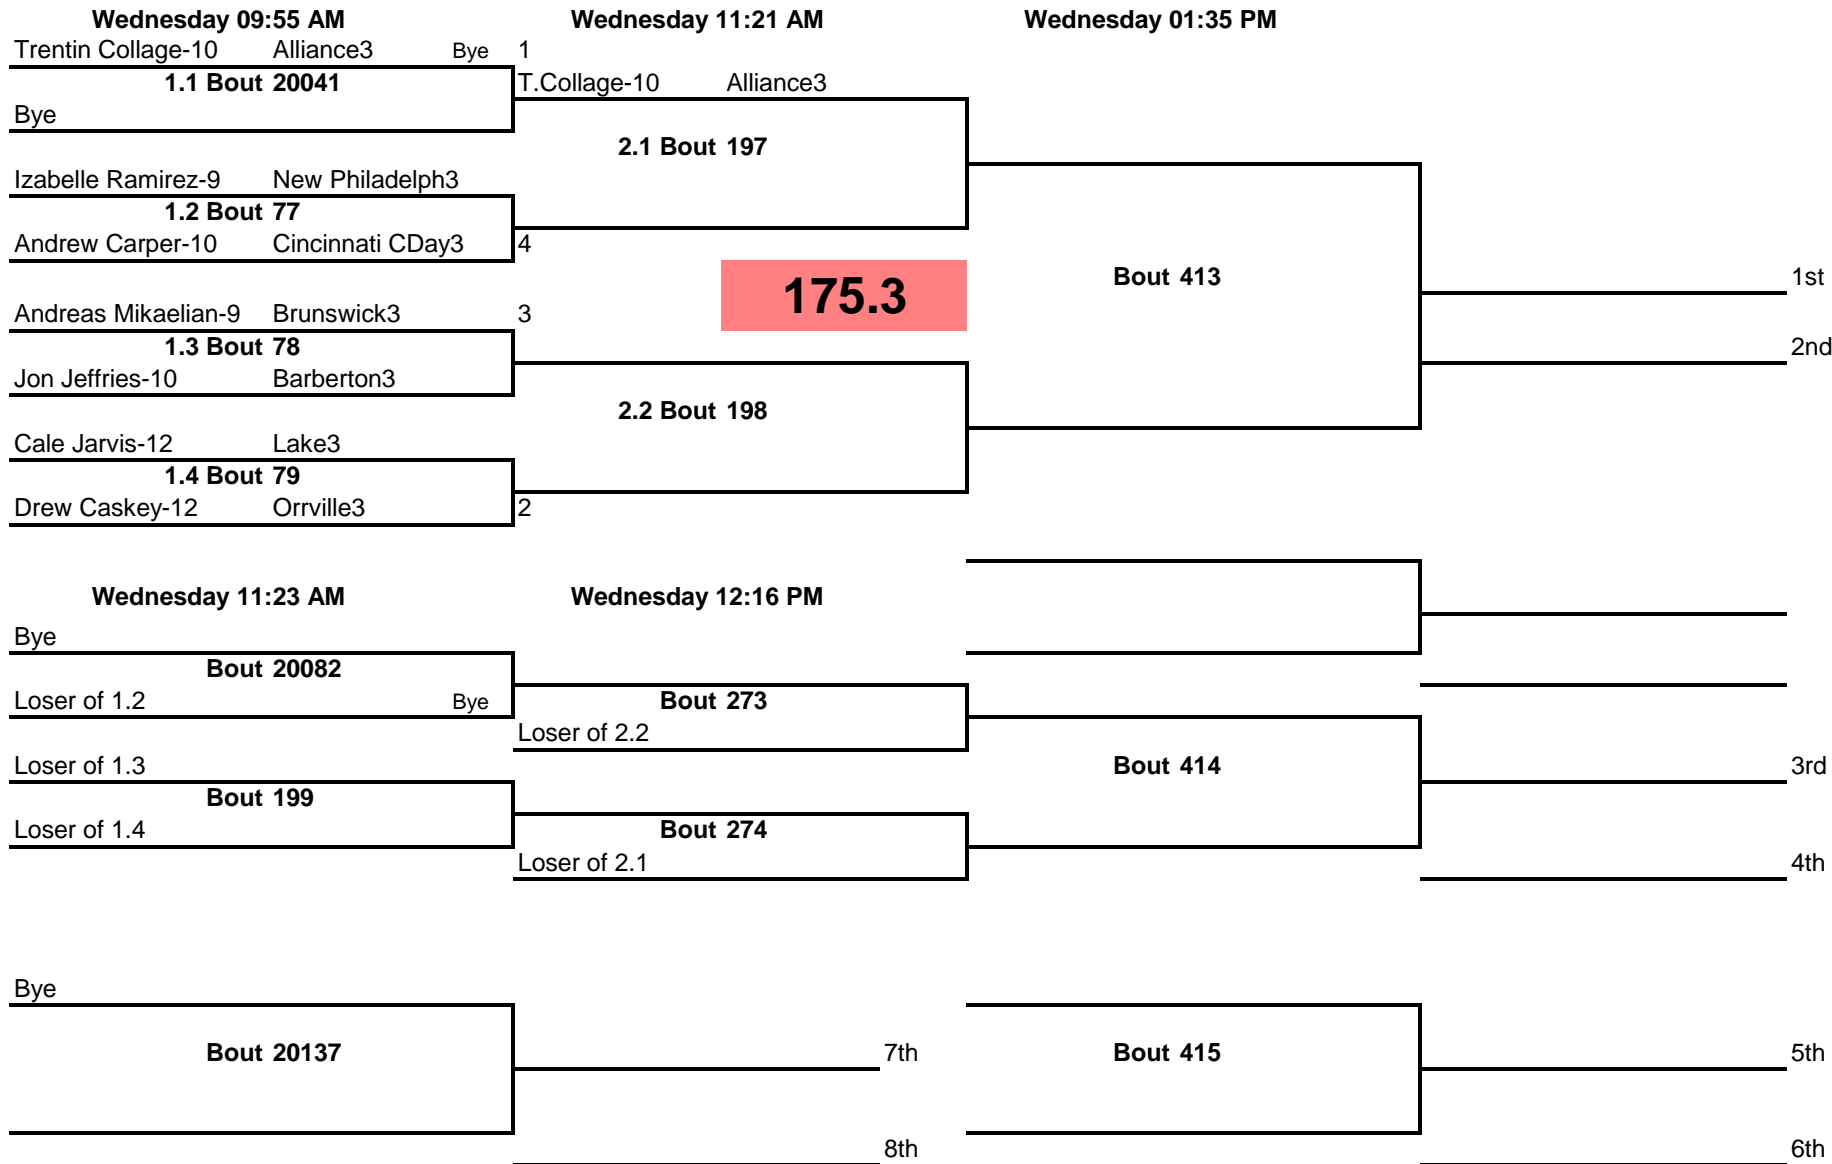 Wednesday 09:55 AM Wednesday 11:21 AM Wednesday 01:35 PM
Trentin Collage-10 Alliance3 Bye 1
1.1 Bout 20041 T.Collage-10 Alliance3
Bye
2.1 Bout 197
Izabelle Ramirez-9 New Philadelph3
1.2 Bout 77
Andrew Carper-10 Cincinnati CDay3 4
175.3 Bout 413 1st
Andreas Mikaelian-9 Brunswick3 3
1.3 Bout 78 2nd
Jon Jeffries-10 Barberton3
2.2 Bout 198
Cale Jarvis-12 Lake3
1.4 Bout 79
Drew Caskey-12 Orrville3 2
Wednesday 11:23 AM Wednesday 12:16 PM
Bye
Bout 20082
Loser of 1.2 Bye Bout 273
Loser of 2.2
Loser of 1.3 Bout 414 3rd
Bout 199
Loser of 1.4 Bout 274
Loser of 2.1 4th
Bye
Bout 20137 7th Bout 415 5th
8th 6th